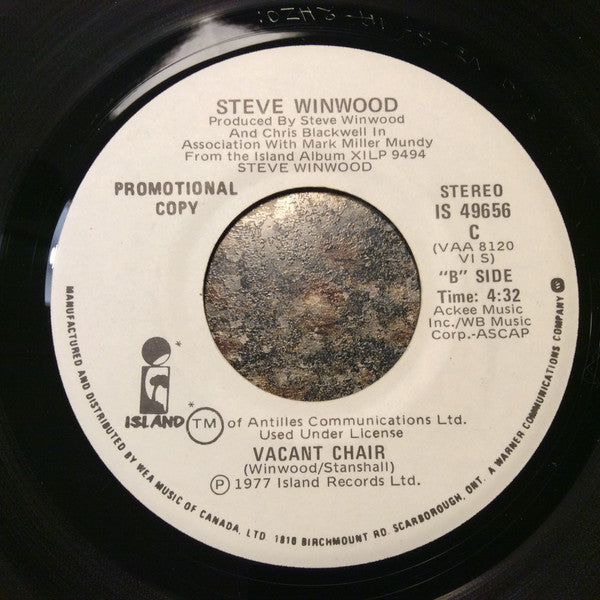 STEVE WINWOOD
Produced By Steve Winwood
And Chris Blackwell In
Association With Mark Miller Mundy
From the Island Album XILP 9494
STEVE WINWOOD
PROMOTIONAL
COPY
STEREO
IS 49656
C
(VAA 8120
VI S)
"B" SIDE
Time: 4:32
Ackee Music
Inc./WB Music
Corp.-ASCAP
ISLAND
TM of Antilles Communications Ltd.
Used Under License
VACANT CHAIR
(Winwood/Stanshall)
Ⓟ 1977 Island Records Ltd.
MANUFACTURED AND DISTRIBUTED BY WEA MUSIC OF CANADA, LTD. 1810 BIRCHMOUNT RD. SCARBOROUGH, ONT. A WARNER COMMUNICATIONS COMPANY